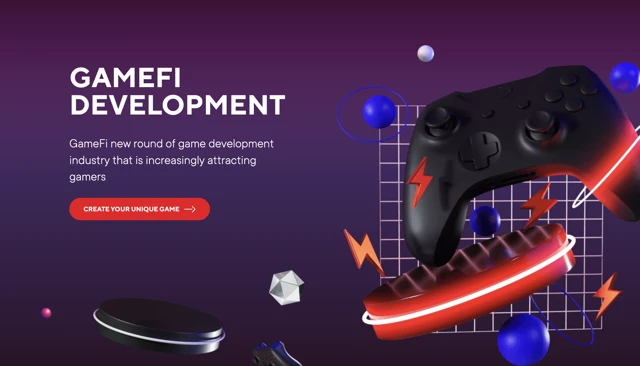 GAMEFI
DEVELOPMENT
GameFi new round of game development
industry that is increasingly attracting
gamers
CREATE YOUR UNIQUE GAME